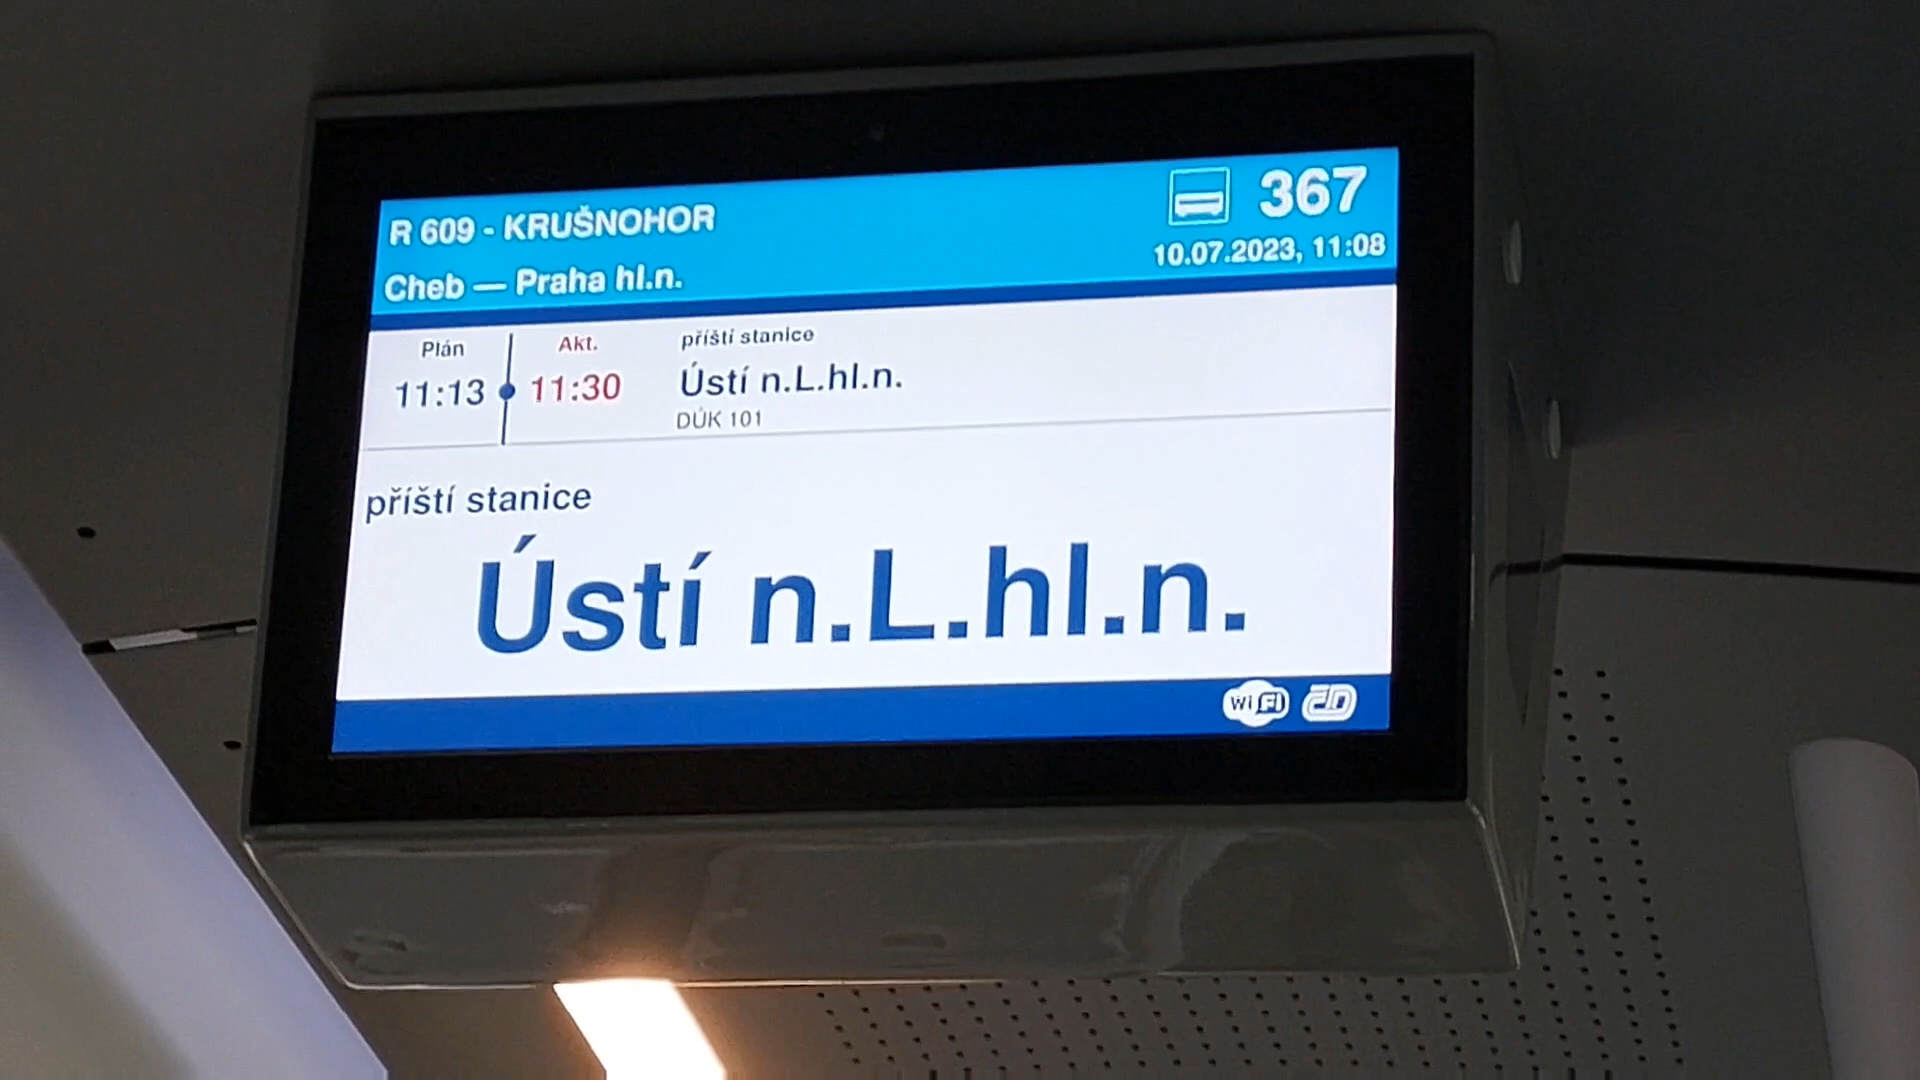 R 609 - KRUŠNOHOR
367
Cheb — Praha hl.n.
10.07.2023, 11:08
Plán
Akt.
příští stanice
11:13
11:30
Ústí n.L.hl.n.
DÚK 101
příští stanice
Ústí n.L.hl.n.
WiFi ČD